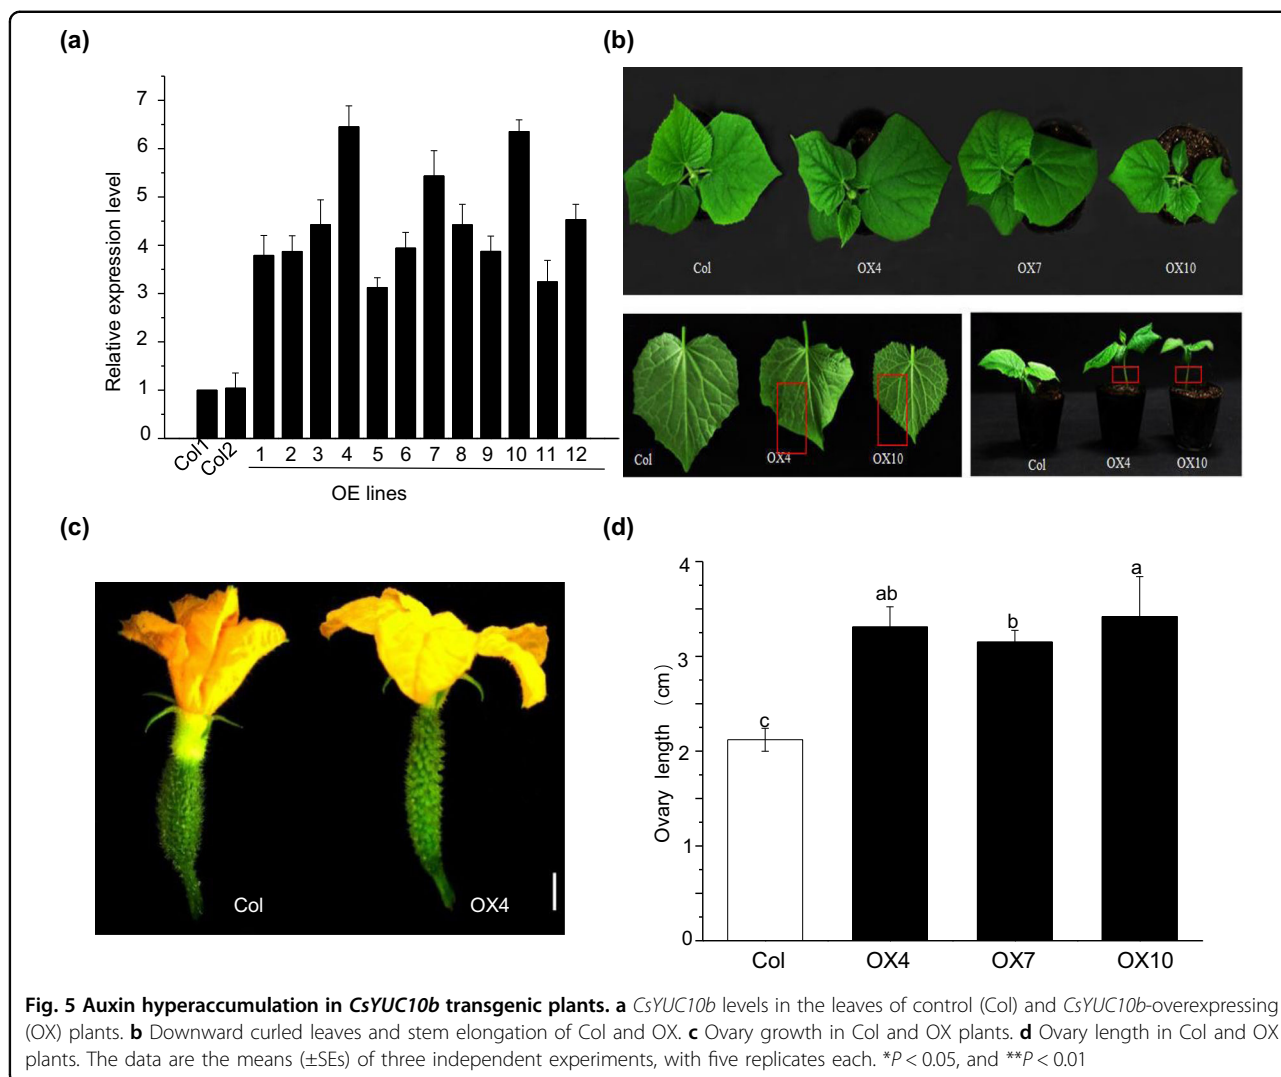 (a)
Relative expression level
7
6
5
4
3
2
1
0
Col1 Col2 1 2 3 4 5 6 7 8 9 10 11 12
OE lines
(b)
Col OX4 OX7 OX10
Col OX4 OX10
Col OX4 OX10
(c)
Col OX4
(d)
Ovary length (cm)
4
3
2
1
0
c ab b a
Col OX4 OX7 OX10
Fig. 5 Auxin hyperaccumulation in CsYUC10b transgenic plants. a CsYUC10b levels in the leaves of control (Col) and CsYUC10b-overexpressing
(OX) plants. b Downward curled leaves and stem elongation of Col and OX. c Ovary growth in Col and OX plants. d Ovary length in Col and OX
plants. The data are the means (±SEs) of three independent experiments, with five replicates each. *P < 0.05, and **P < 0.01